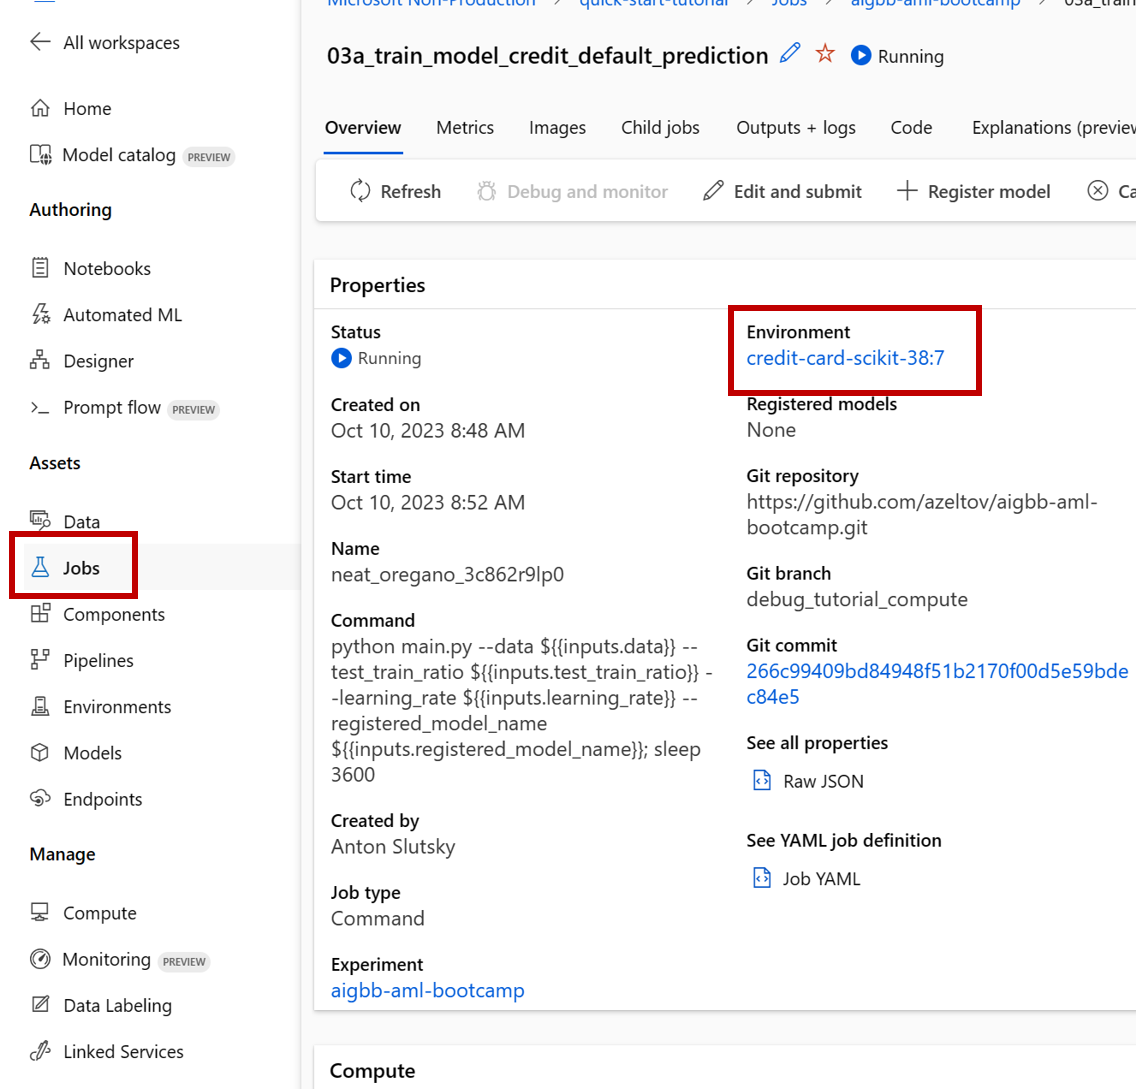 All workspaces
Home
Model catalog PREVIEW
Authoring
Notebooks
Automated ML
Designer
Prompt flow PREVIEW
Assets
Data
Jobs
Components
Pipelines
Environments
Models
Endpoints
Manage
Compute
Monitoring PREVIEW
Data Labeling
Linked Services
Microsoft Non-Production > quick-start-tutorial > Jobs > aigbb-aml-bootcamp > 03a_train
03a_train_model_credit_default_prediction Running
Overview Metrics Images Child jobs Outputs + logs Code Explanations (preview
Refresh Debug and monitor Edit and submit Register model Ca
Properties
Status
Running
Created on
Oct 10, 2023 8:48 AM
Start time
Oct 10, 2023 8:52 AM
Name
neat_oregano_3c862r9lp0
Command
python main.py --data ${{inputs.data}} --
test_train_ratio ${{inputs.test_train_ratio}} -
-learning_rate ${{inputs.learning_rate}} --
registered_model_name
${{inputs.registered_model_name}}; sleep
3600
Created by
Anton Slutsky
Job type
Command
Experiment
aigbb-aml-bootcamp
Environment
credit-card-scikit-38:7
Registered models
None
Git repository
https://github.com/azeltov/aigbb-aml-
bootcamp.git
Git branch
debug_tutorial_compute
Git commit
266c99409bd84948f51b2170f00d5e59bde
c84e5
See all properties
Raw JSON
See YAML job definition
Job YAML
Compute